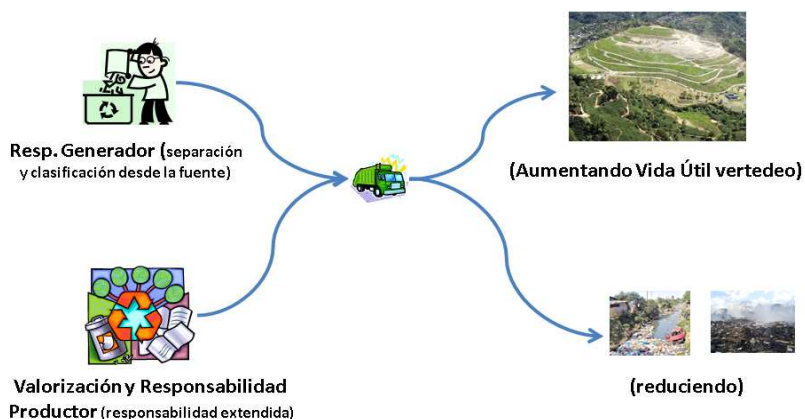 Resp. Generador (separación
y clasificación desde la fuente)
(Aumentando Vida Útil vertedeo)
Valorización y Responsabilidad
Productor (responsabilidad extendida)
(reduciendo)